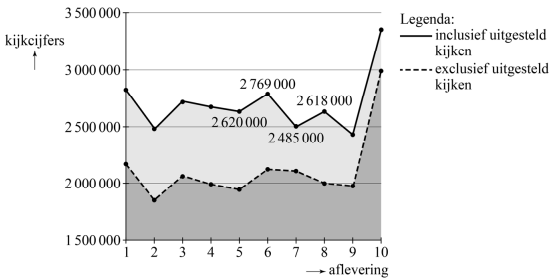 kijkcijfers
3 500 000
3 000 000
2 500 000
2 000 000
1 500 000
2 769 000
2 618 000
2 620 000
2 485 000
1 2 3 4 5 6 7 8 9 10
aflevering
Legenda:
inclusief uitgesteld
kijken
exclusief uitgesteld
kijken